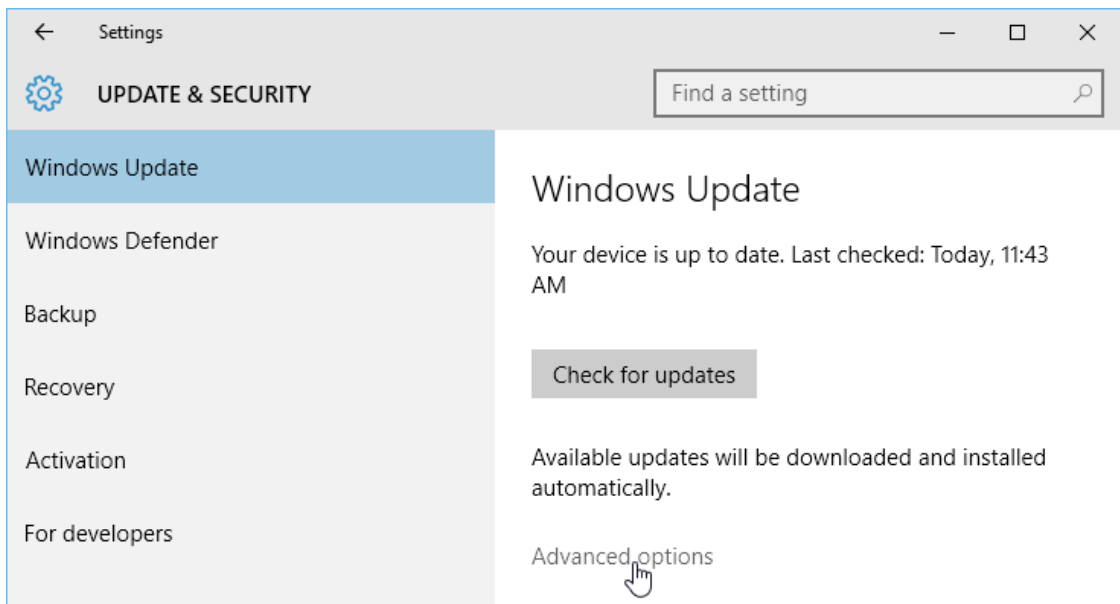 Settings
UPDATE & SECURITY
Find a setting
Windows Update
Windows Defender
Backup
Recovery
Activation
For developers
Windows Update
Your device is up to date. Last checked: Today, 11:43
AM
Check for updates
Available updates will be downloaded and installed
automatically.
Advanced options